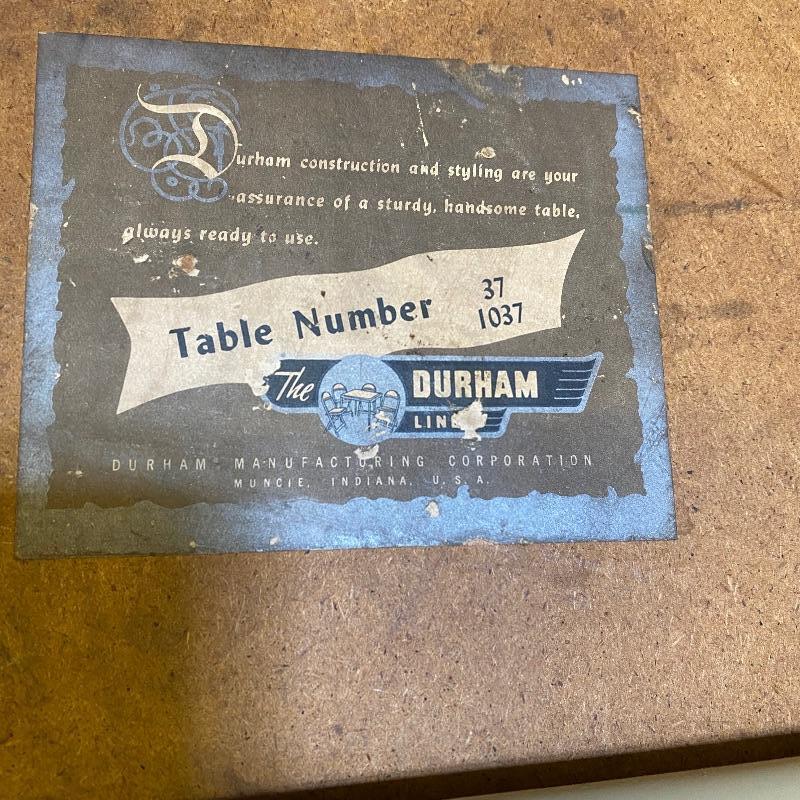 Durham construction and styling are your
assurance of a sturdy, handsome table,
always ready to use.
Table Number 37
1037
The DURHAM
LINE
DURHAM MANUFACTURING CORPORATION
MUNCIE, INDIANA, U.S.A.